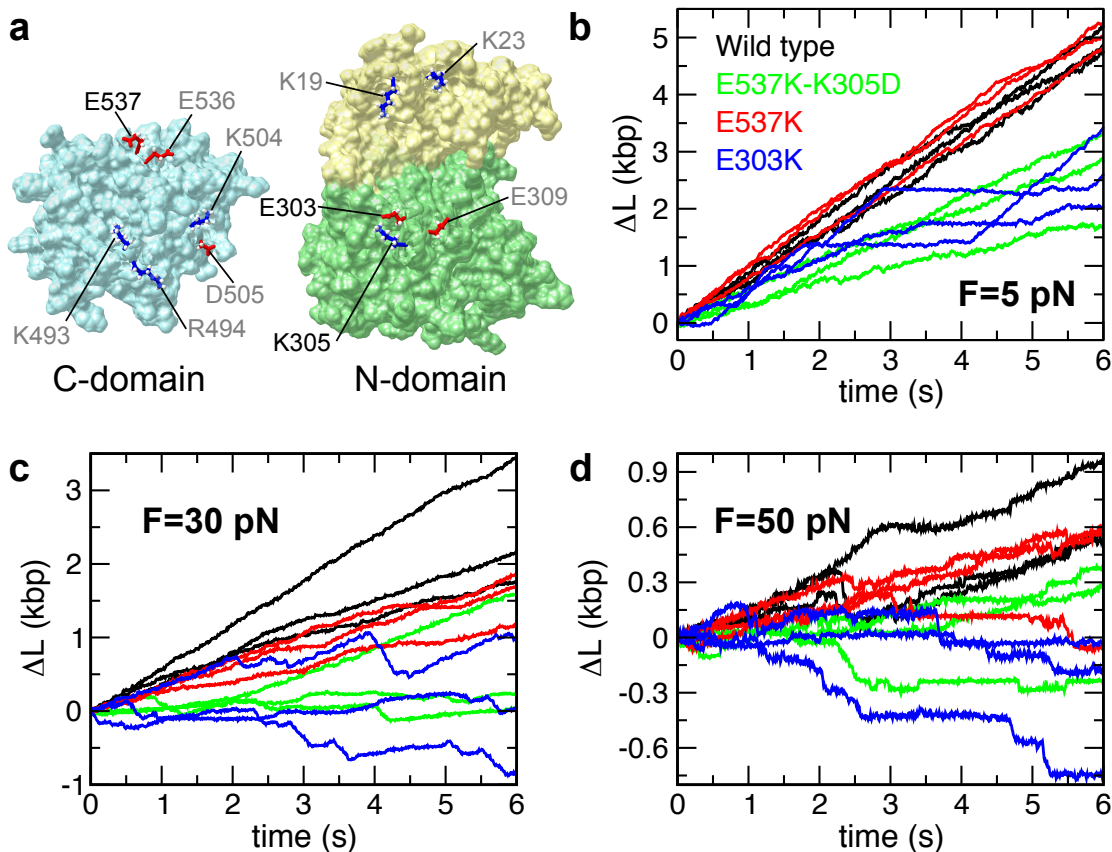 a
E537
E536
K504
K493
R494
D505
C-domain
K19
K23
E303
E309
K305
N-domain
b
Wild type
E537K-K305D
E537K
E303K
F=5 pN
ΔL (kbp)
5
4
3
2
1
0
0 1 2 3 4 5 6
time (s)
c
F=30 pN
ΔL (kbp)
3
2
1
0
-1
0 1 2 3 4 5 6
time (s)
d
F=50 pN
ΔL (kbp)
0.9
0.6
0.3
0
-0.3
-0.6
0 1 2 3 4 5 6
time (s)